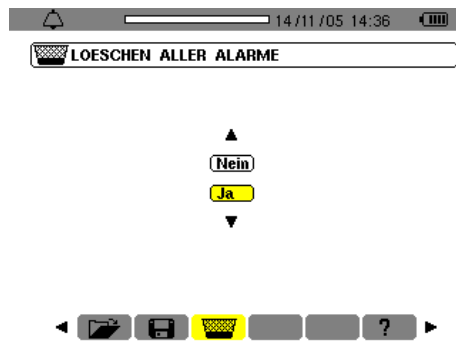 14/11/05 14:36
LOESCHEN ALLER ALARME
Nein
Ja
?